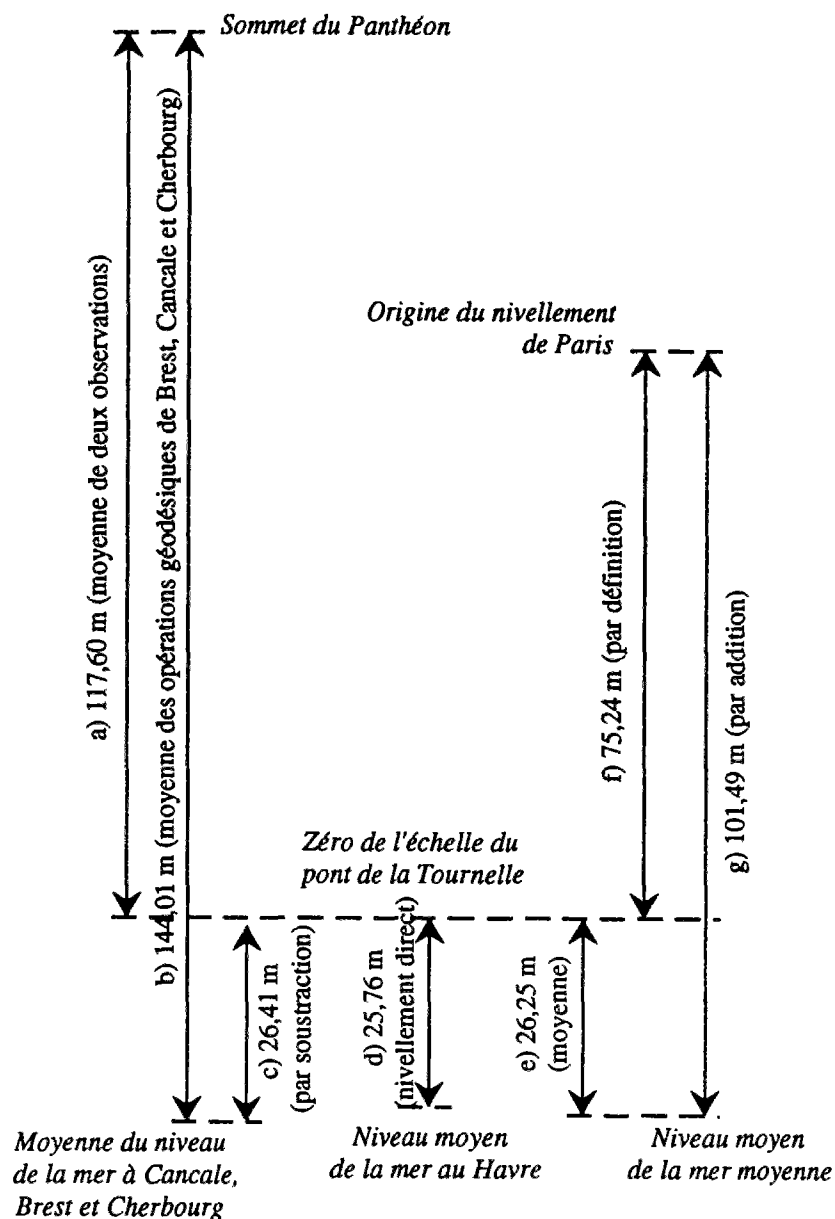 Sommet du Panthéon
a) 117,60 m (moyenne de deux observations)
b) 144,01 m (moyenne des opérations géodésiques de Brest, Cancale et Cherbourg)
Origine du nivellement
de Paris
f) 75,24 m (par définition)
g) 101,49 m (par addition)
Zéro de l'échelle du
pont de la Tournelle
c) 26,41 m
(par soustraction)
d) 25,76 m
(nivellement direct)
e) 26,25 m
(moyenne)
Moyenne du niveau
de la mer à Cancale,
Brest et Cherbourg
Niveau moyen
de la mer au Havre
Niveau moyen
de la mer moyenne